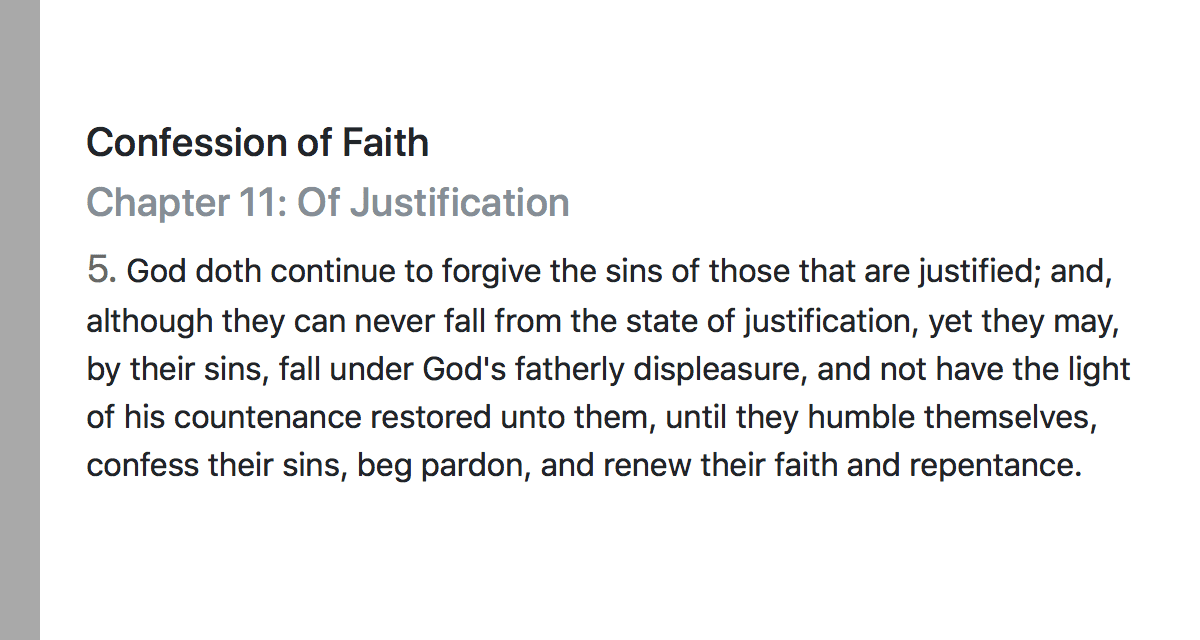 Confession of Faith
Chapter 11: Of Justification
5. God doth continue to forgive the sins of those that are justified; and,
although they can never fall from the state of justification, yet they may,
by their sins, fall under God's fatherly displeasure, and not have the light
of his countenance restored unto them, until they humble themselves,
confess their sins, beg pardon, and renew their faith and repentance.